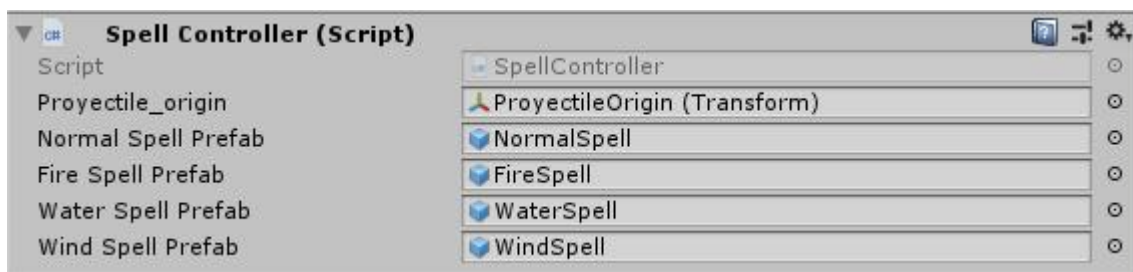 Spell Controller (Script)
Script SpellController
Proyectile_origin ProyectileOrigin (Transform)
Normal Spell Prefab NormalSpell
Fire Spell Prefab FireSpell
Water Spell Prefab WaterSpell
Wind Spell Prefab WindSpell